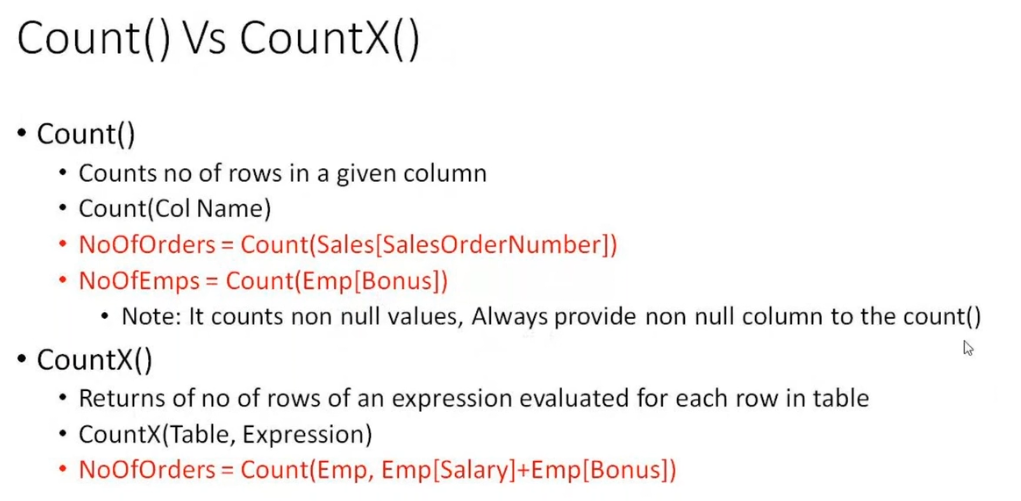 Count() Vs CountX()
• Count()
• Counts no of rows in a given column
• Count(Col Name)
• NoOfOrders = Count(Sales[SalesOrderNumber])
• NoOfEmps = Count(Emp[Bonus])
• Note: It counts non null values, Always provide non null column to the count()
• CountX()
• Returns of no of rows of an expression evaluated for each row in table
• CountX(Table, Expression)
• NoOfOrders = Count(Emp, Emp[Salary]+Emp[Bonus])